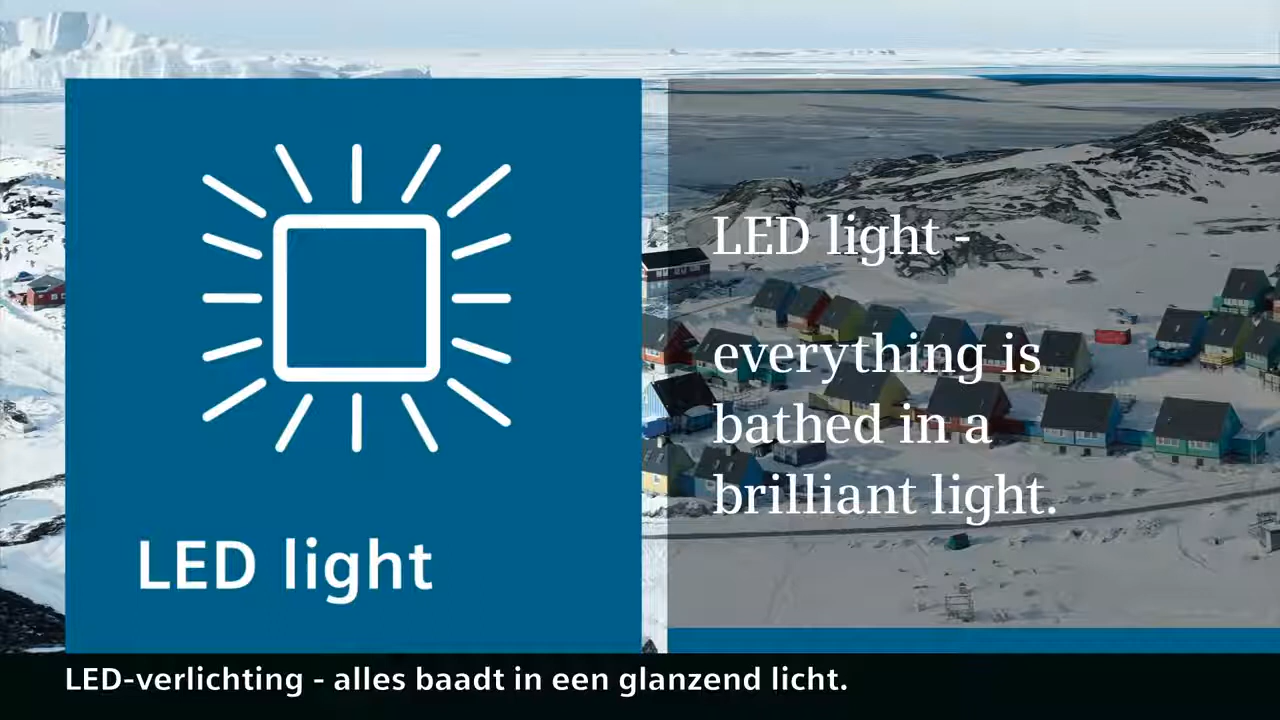 LED light
LED light -
everything is
bathed in a
brilliant light.
LED-verlichting - alles baadt in een glanzend licht.